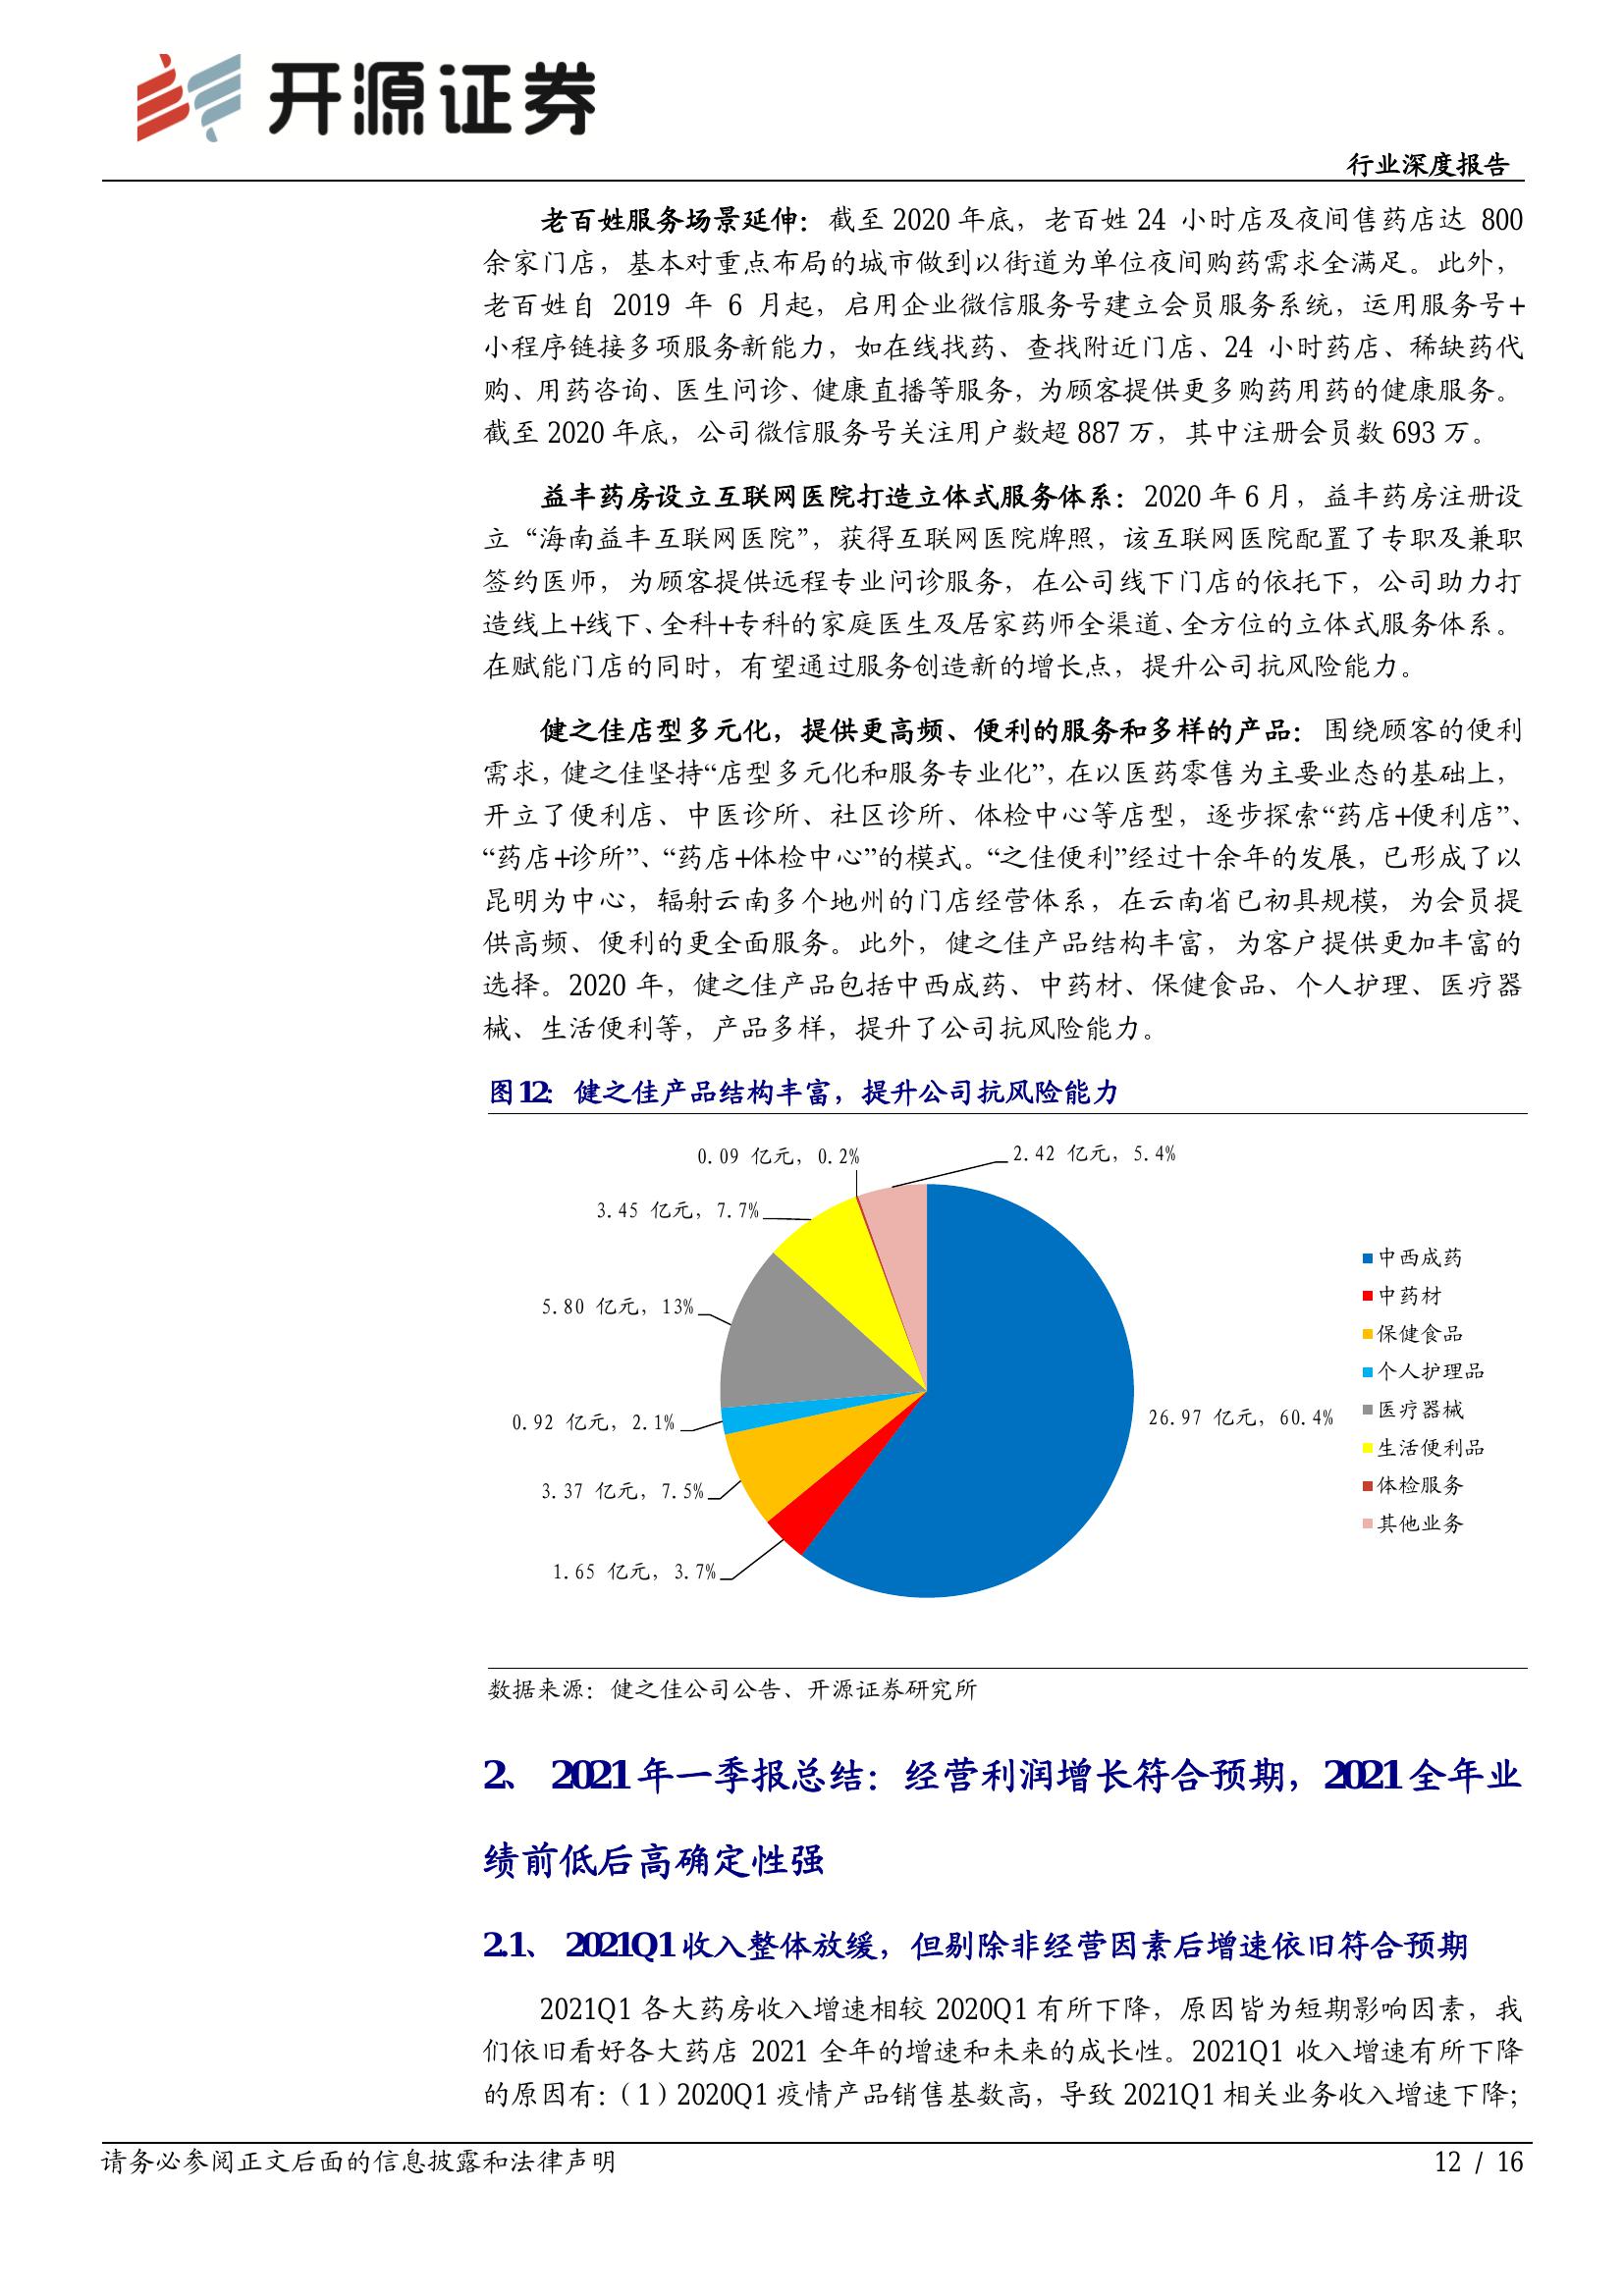 开源证券
行业深度报告
老百姓服务场景延伸：截至 2020 年底，老百姓 24 小时店及夜间售药店达 800
余家门店，基本对重点布局的城市做到以街道为单位夜间购药需求全满足。此外，
老百姓自 2019 年 6 月起，启用企业微信服务号建立会员服务系统，运用服务号+
小程序链接多项服务新能力，如在线找药、查找附近门店、24 小时药店、稀缺药代
购、用药咨询、医生问诊、健康直播等服务，为顾客提供更多购药用药的健康服务。
截至 2020 年底，公司微信服务号关注用户数超 887 万，其中注册会员数 693 万。
益丰药房设立互联网医院打造立体式服务体系：2020 年 6 月，益丰药房注册设
立“海南益丰互联网医院”，获得互联网医院牌照，该互联网医院配置了专职及兼职
签约医师，为顾客提供远程专业问诊服务，在公司线下门店的依托下，公司助力打
造线上+线下、全科+专科的家庭医生及居家药师全渠道、全方位的立体式服务体系。
在赋能门店的同时，有望通过服务创造新的增长点，提升公司抗风险能力。
健之佳店型多元化，提供更高频、便利的服务和多样的产品：围绕顾客的便利
需求，健之佳坚持“店型多元化和服务专业化”，在以医药零售为主要业态的基础上，
开立了便利店、中医诊所、社区诊所、体检中心等店型，逐步探索“药店+便利店”、
“药店+诊所”、“药店+体检中心”的模式。“之佳便利”经过十余年的发展，已形成了以
昆明为中心，辐射云南多个地州的门店经营体系，在云南省已初具规模，为会员提
供高频、便利的更全面服务。此外，健之佳产品结构丰富，为客户提供更加丰富的
选择。2020 年，健之佳产品包括中西成药、中药材、保健食品、个人护理、医疗器
械、生活便利等，产品多样，提升了公司抗风险能力。
图12：健之佳产品结构丰富，提升公司抗风险能力
0.09 亿元，0.2%
2.42 亿元，5.4%
3.45 亿元，7.7%
5.80 亿元，13%
0.92 亿元，2.1%
3.37 亿元，7.5%
1.65 亿元，3.7%
26.97 亿元，60.4%
中西成药
中药材
保健食品
个人护理品
医疗器械
生活便利品
体检服务
其他业务
数据来源：健之佳公司公告、开源证券研究所
2、 2021 年一季报总结：经营利润增长符合预期，2021 全年业
绩前低后高确定性强
2.1、 2021Q1 收入整体放缓，但剔除非经营因素后增速依旧符合预期
2021Q1 各大药房收入增速相较 2020Q1 有所下降，原因皆为短期影响因素，我
们依旧看好各大药店 2021 全年的增速和未来的成长性。2021Q1 收入增速有所下降
的原因有：（1）2020Q1 疫情产品销售基数高，导致 2021Q1 相关业务收入增速下降；
请务必参阅正文后面的信息披露和法律声明
12 / 16